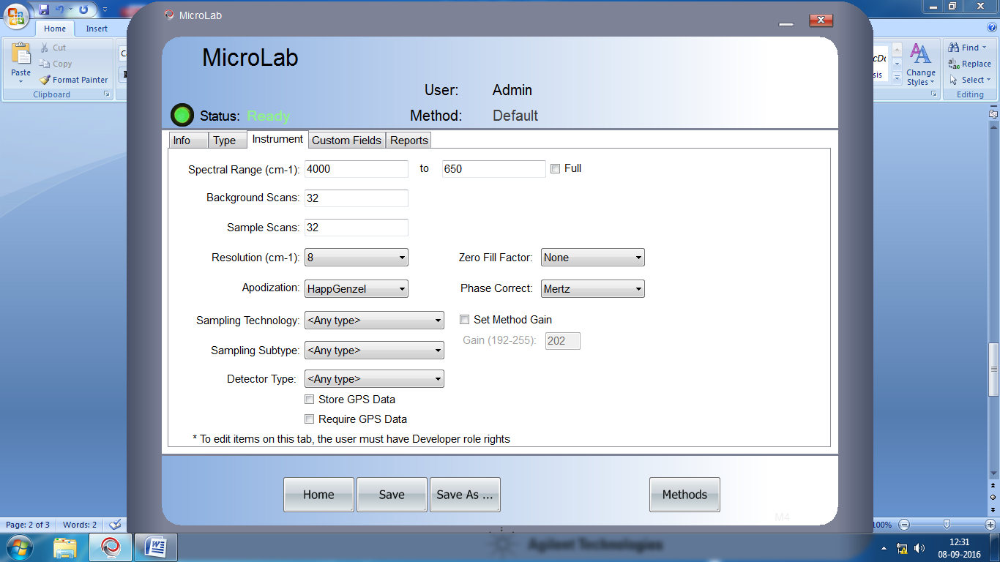 MicroLab
Home Insert
Cut
Copy
Paste
Format Painter
Clipboard
Change
Styles
Find
Replace
Select
Editing
MicroLab
User: Admin
Status: Ready
Method: Default
Info Type Instrument Custom Fields Reports
Spectral Range (cm-1): 4000 to 650 Full
Background Scans: 32
Sample Scans: 32
Resolution (cm-1): 8 Zero Fill Factor: None
Apodization: HappGenzel Phase Correct: Mertz
Sampling Technology: <Any type> Set Method Gain
Gain (192-255): 202
Sampling Subtype: <Any type>
Detector Type: <Any type>
Store GPS Data
Require GPS Data
* To edit items on this tab, the user must have Developer role rights
Home Save Save As ... Methods
M4
Page: 2 of 3 Words: 2 100%
Agilent Technologies
12:31
08-09-2016